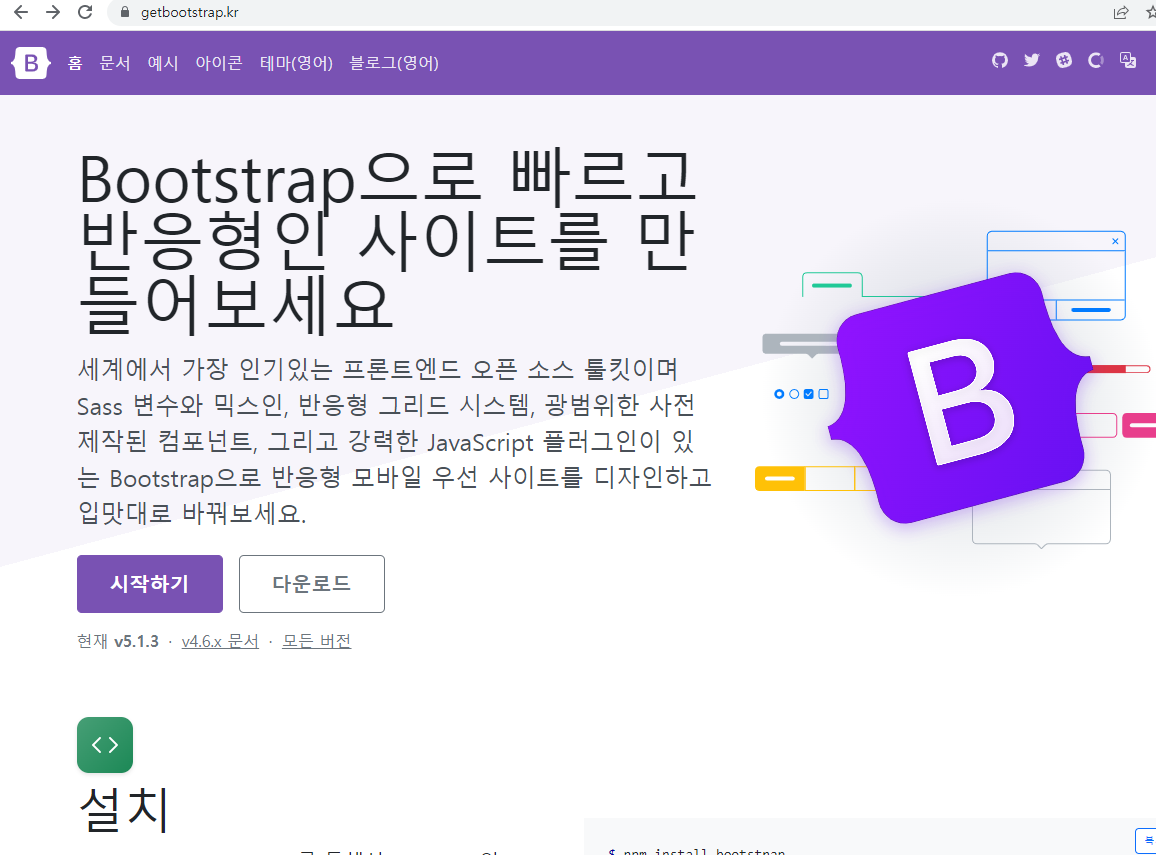 getbootstrap.kr
B 홈 문서 예시 아이콘 테마(영어) 블로그(영어)
Bootstrap으로 빠르고
반응형인 사이트를 만
들어보세요
세계에서 가장 인기있는 프론트엔드 오픈 소스 툴킷이며
Sass 변수와 믹스인, 반응형 그리드 시스템, 광범위한 사전
제작된 컴포넌트, 그리고 강력한 JavaScript 플러그인이 있
는 Bootstrap으로 반응형 모바일 우선 사이트를 디자인하고
입맛대로 바꿔보세요.
B
시작하기 다운로드
현재 v5.1.3 · v4.6.x 문서 · 모든 버전
설치
$ npm install bootstrap